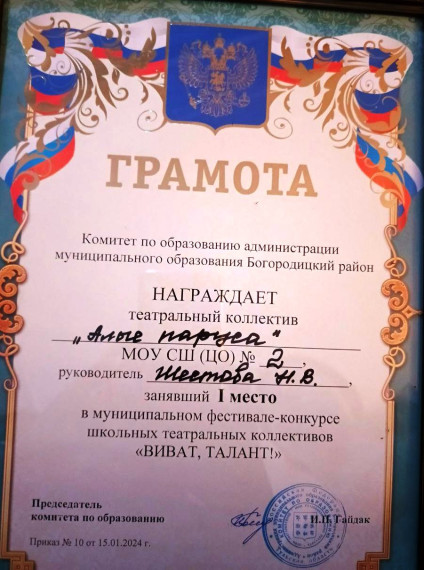 ГРАМОТА
Комитет по образованию администрации
муниципального образования Богородицкий район
НАГРАЖДАЕТ
театральный коллектив
„Алые паруса"
МОУ СШ (ЦО) № 2,
руководитель Шестова Н.В.,
занявший I место
в муниципальном фестивале-конкурсе
школьных театральных коллективов
«ВИВАТ, ТАЛАНТ!»
Председатель
комитета по образованию
Н.П Гайдак
Приказ № 10 от 15.01.2024 г.